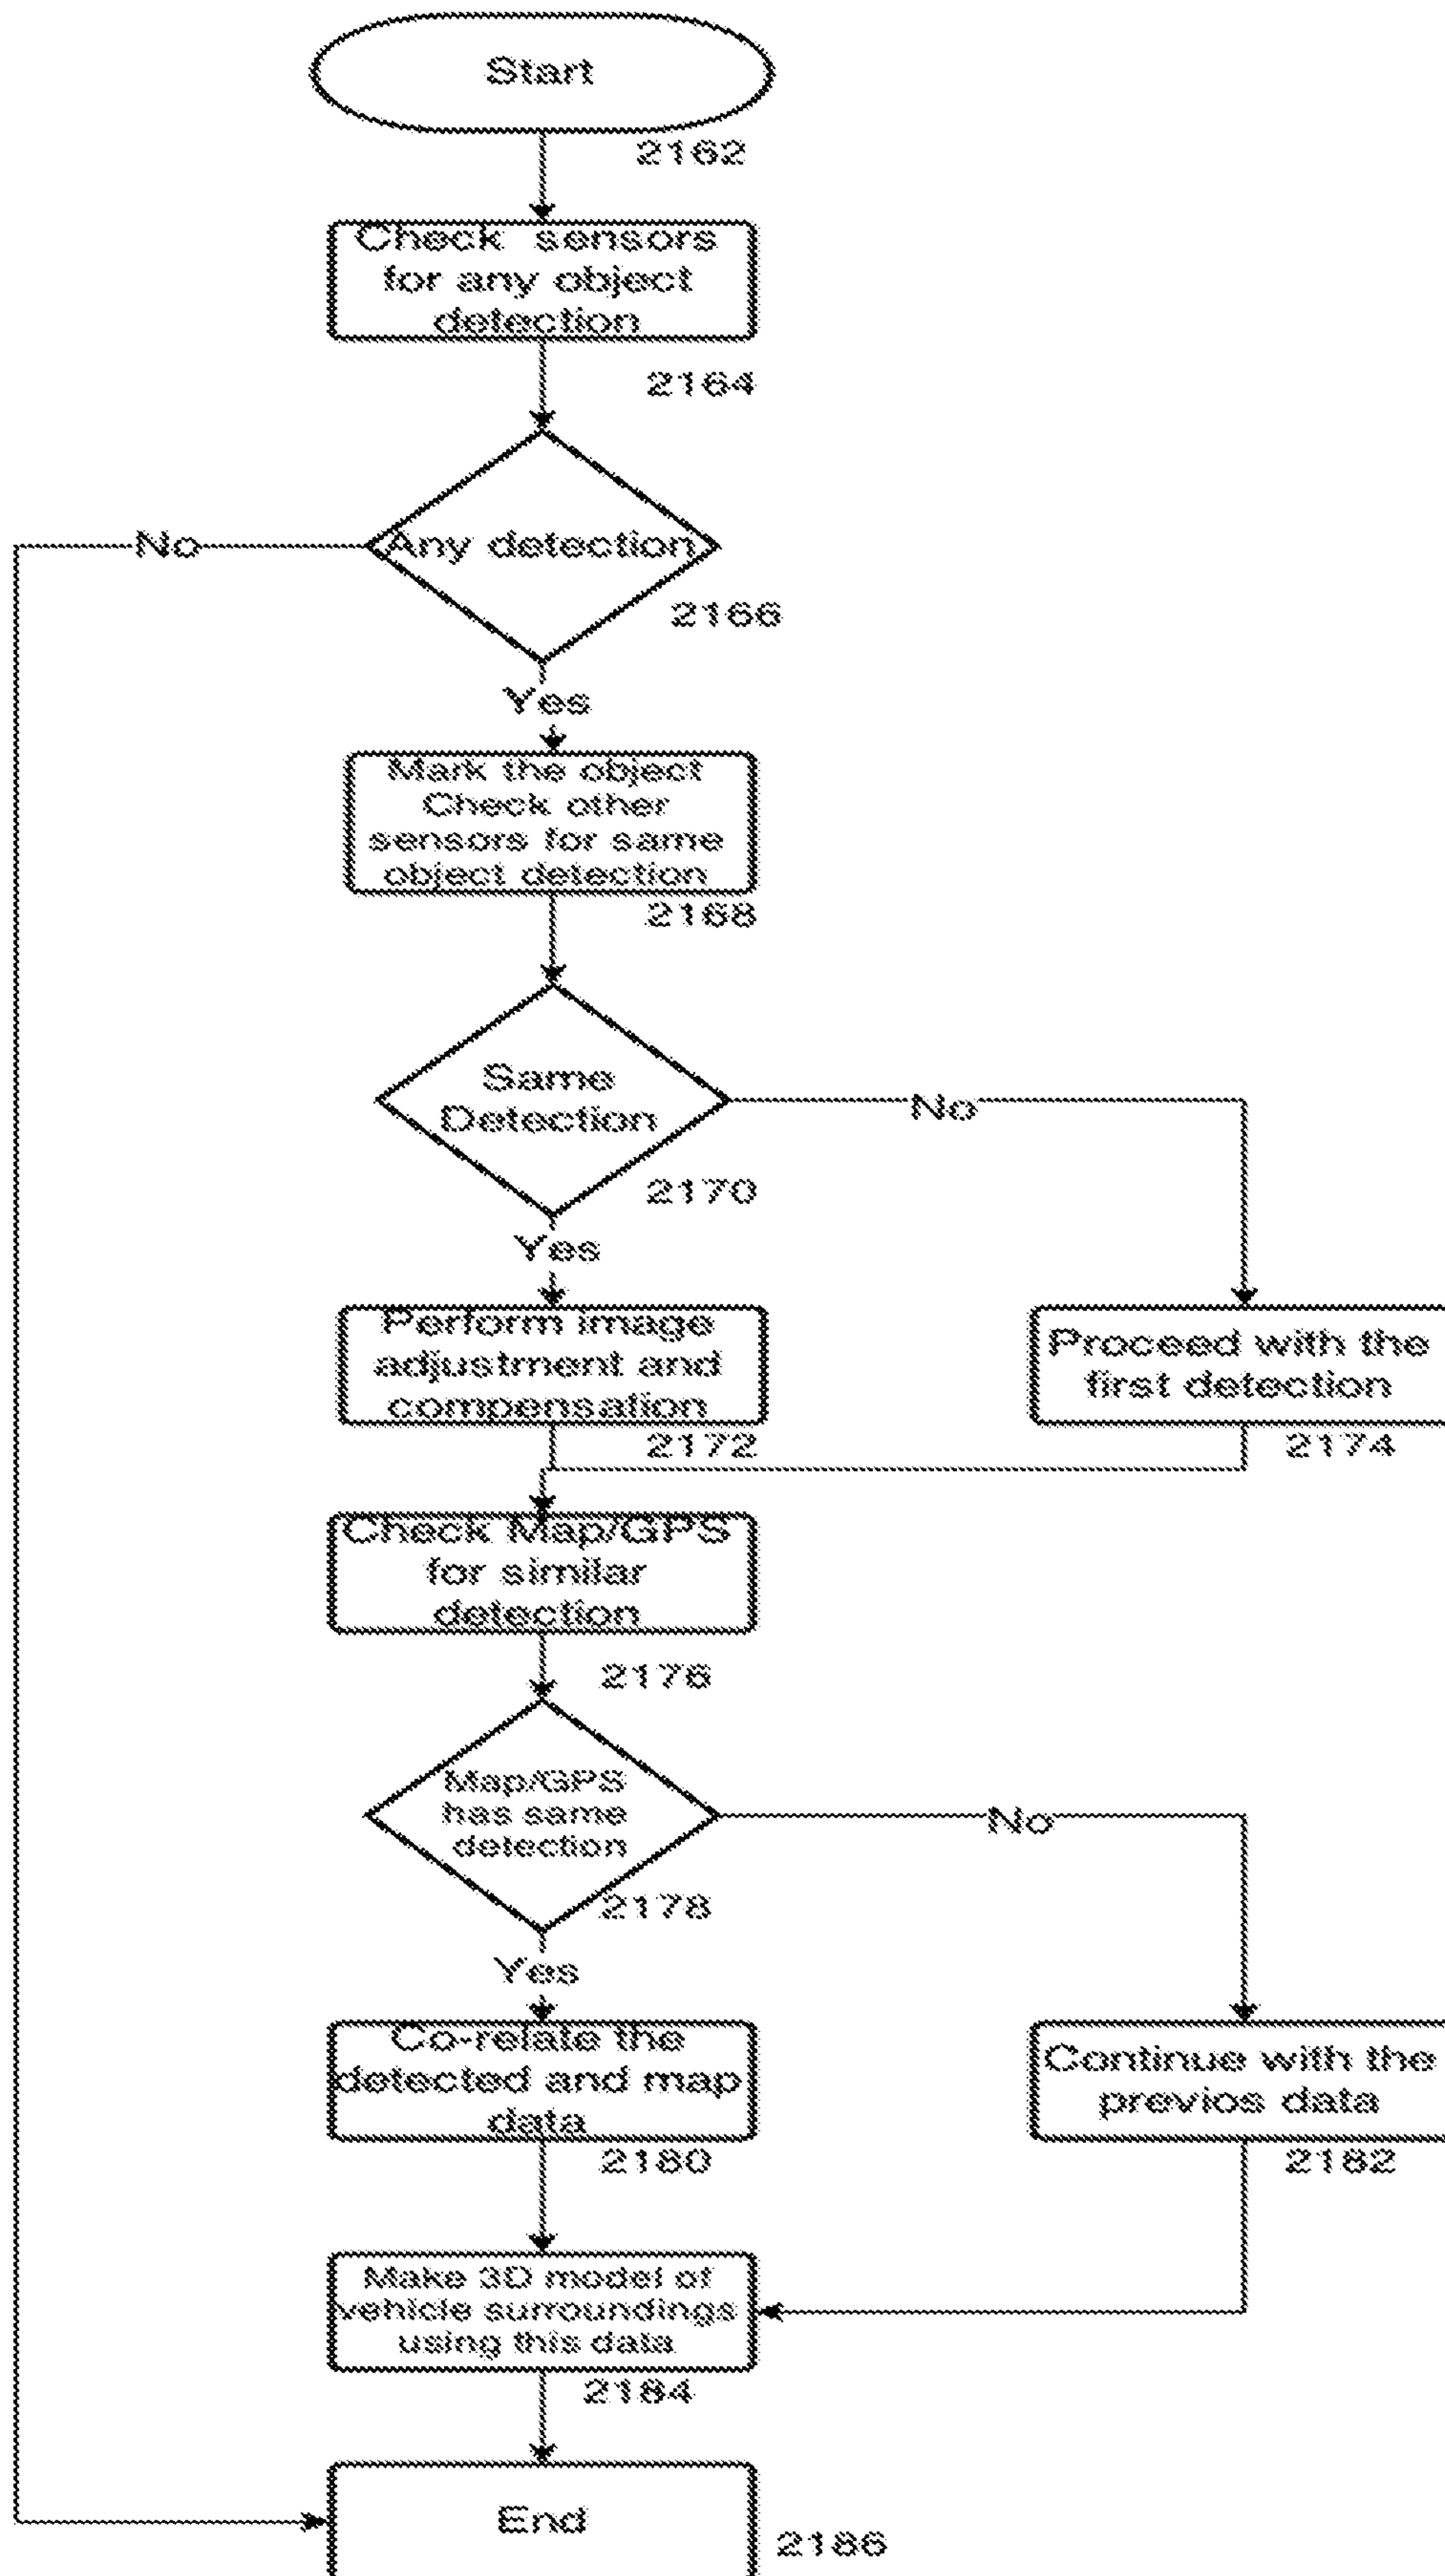 Start
2162
Check sensors
for any object
detection
2164
Any detection
No
2166
Yes
Mark the object
Check other
sensors for same
object detection
2168
Same
Detection
No
2170
Yes
Perform image
adjustment and
compensation
2172
Proceed with the
first detection
2174
Check Map/GPS
for similar
detection
2176
Map/GPS
has same
detection
No
2178
Yes
Co-relate the
detected and map
data
2180
Continue with the
previos data
2182
Make 3D model of
vehicle surroundings
using this data
2184
End
2186